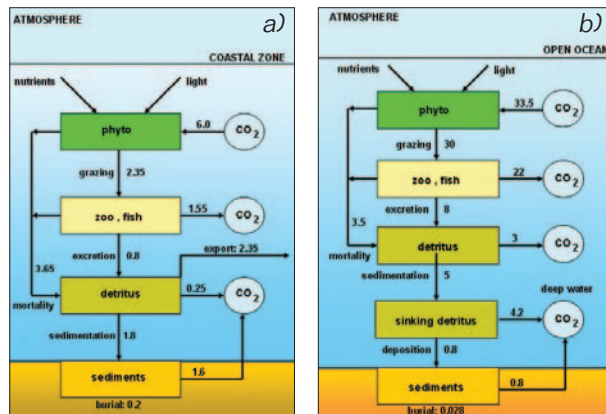 a)
ATMOSPHERE
COASTAL ZONE
nutrients
light
phyto
6.0
CO2
grazing
2.35
zoo , fish
1.55
CO2
excretion
0.8
export: 2.35
3.65
mortality
detritus
0.25
CO2
sedimentation
1.8
sediments
1.6
burial: 0.2
b)
ATMOSPHERE
OPEN OCEAN
nutrients
light
phyto
33.5
CO2
grazing
30
zoo , fish
22
CO2
excretion
8
3.5
mortality
detritus
3
CO2
sedimentation
5
deep water
sinking detritus
4.2
CO2
deposition
0.8
sediments
0.8
burial: 0.028